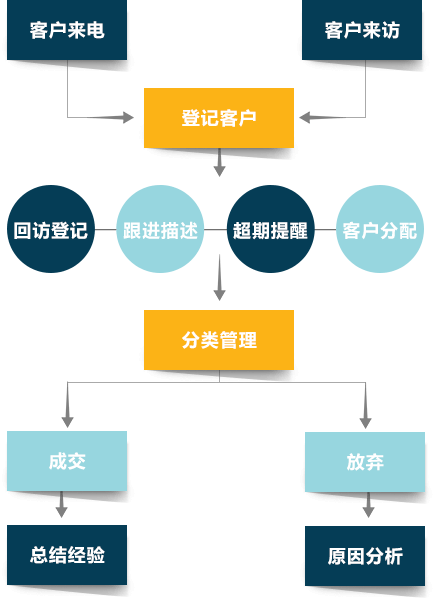 客户来电
客户来访
登记客户
回访登记
跟进描述
超期提醒
客户分配
分类管理
成交
放弃
总结经验
原因分析